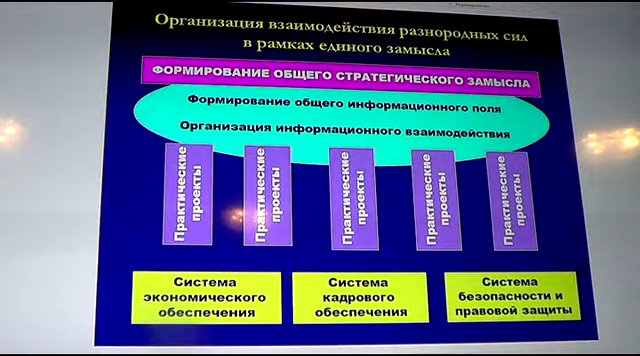 Организация взаимодействия разнородных сил
в рамках единого замысла
ФОРМИРОВАНИЕ ОБЩЕГО СТРАТЕГИЧЕСКОГО ЗАМЫСЛА
Формирование общего информационного поля
Организация информационного взаимодействия
Практические
проекты
Практические
проекты
Практические
проекты
Практические
проекты
Практические
проекты
Система
экономического
обеспечения
Система
кадрового
обеспечения
Система
безопасности и
правовой защиты